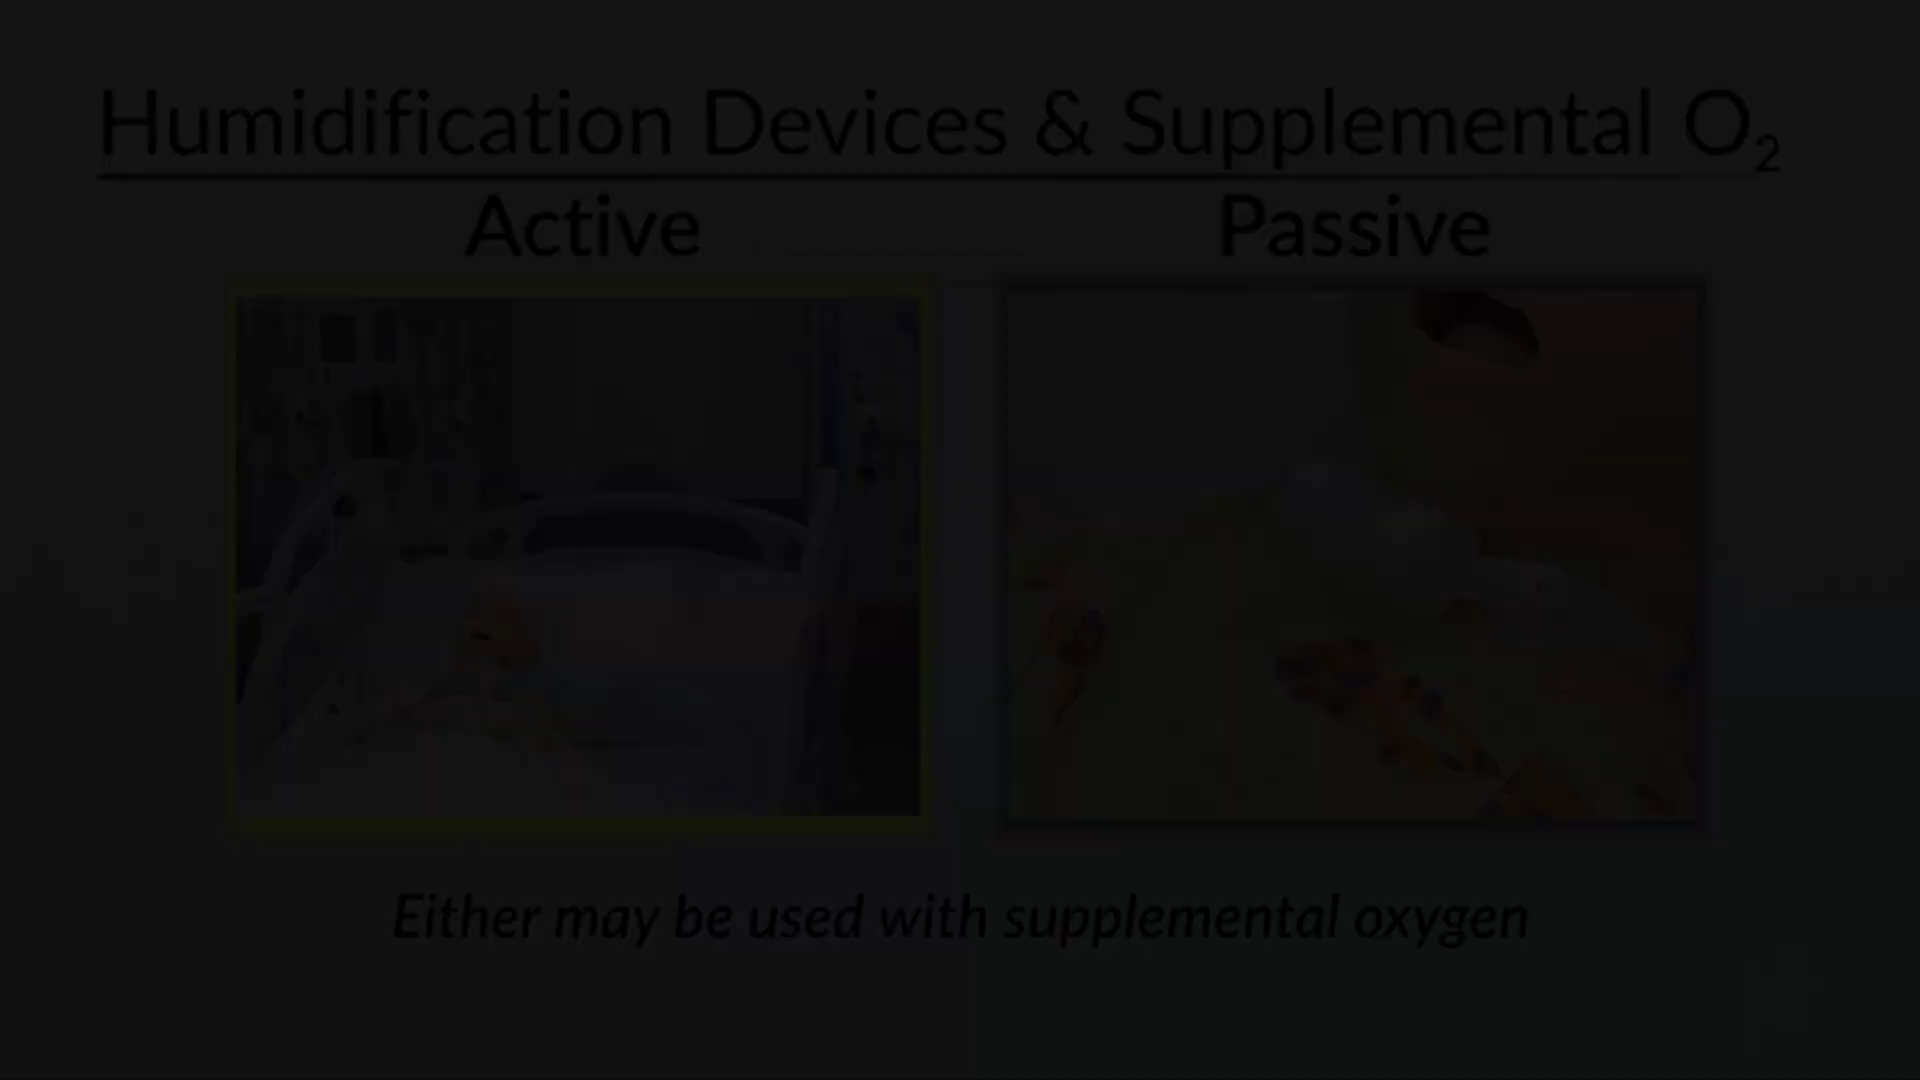 Humidification Devices & Supplemental O₂
Active
Passive
Either may be used with supplemental oxygen